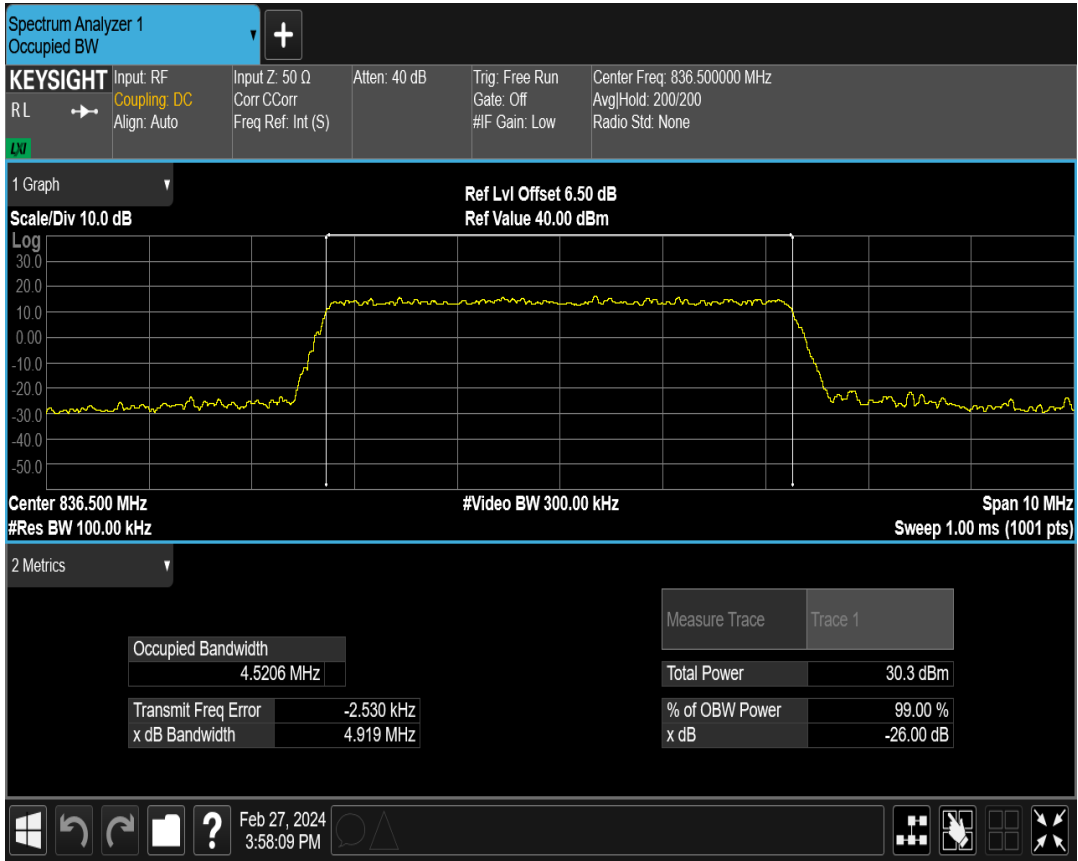 Spectrum Analyzer 1
Occupied BW
+
KEYSIGHT
R L
LXI
Input: RF
Coupling: DC
Align: Auto
Input Z: 50 Ω
Corr CCorr
Freq Ref: Int (S)
Atten: 40 dB
Trig: Free Run
Gate: Off
#IF Gain: Low
Center Freq: 836.500000 MHz
Avg|Hold: 200/200
Radio Std: None
1 Graph
Scale/Div 10.0 dB
Ref Lvl Offset 6.50 dB
Ref Value 40.00 dBm
Log
30.0
20.0
10.0
0.00
-10.0
-20.0
-30.0
-40.0
-50.0
Center 836.500 MHz
#Video BW 300.00 kHz
Span 10 MHz
#Res BW 100.00 kHz
Sweep 1.00 ms (1001 pts)
2 Metrics
Measure Trace Trace 1
Occupied Bandwidth
4.5206 MHz
Total Power 30.3 dBm
Transmit Freq Error -2.530 kHz
% of OBW Power 99.00 %
x dB Bandwidth 4.919 MHz
x dB -26.00 dB
?
Feb 27, 2024
3:58:09 PM